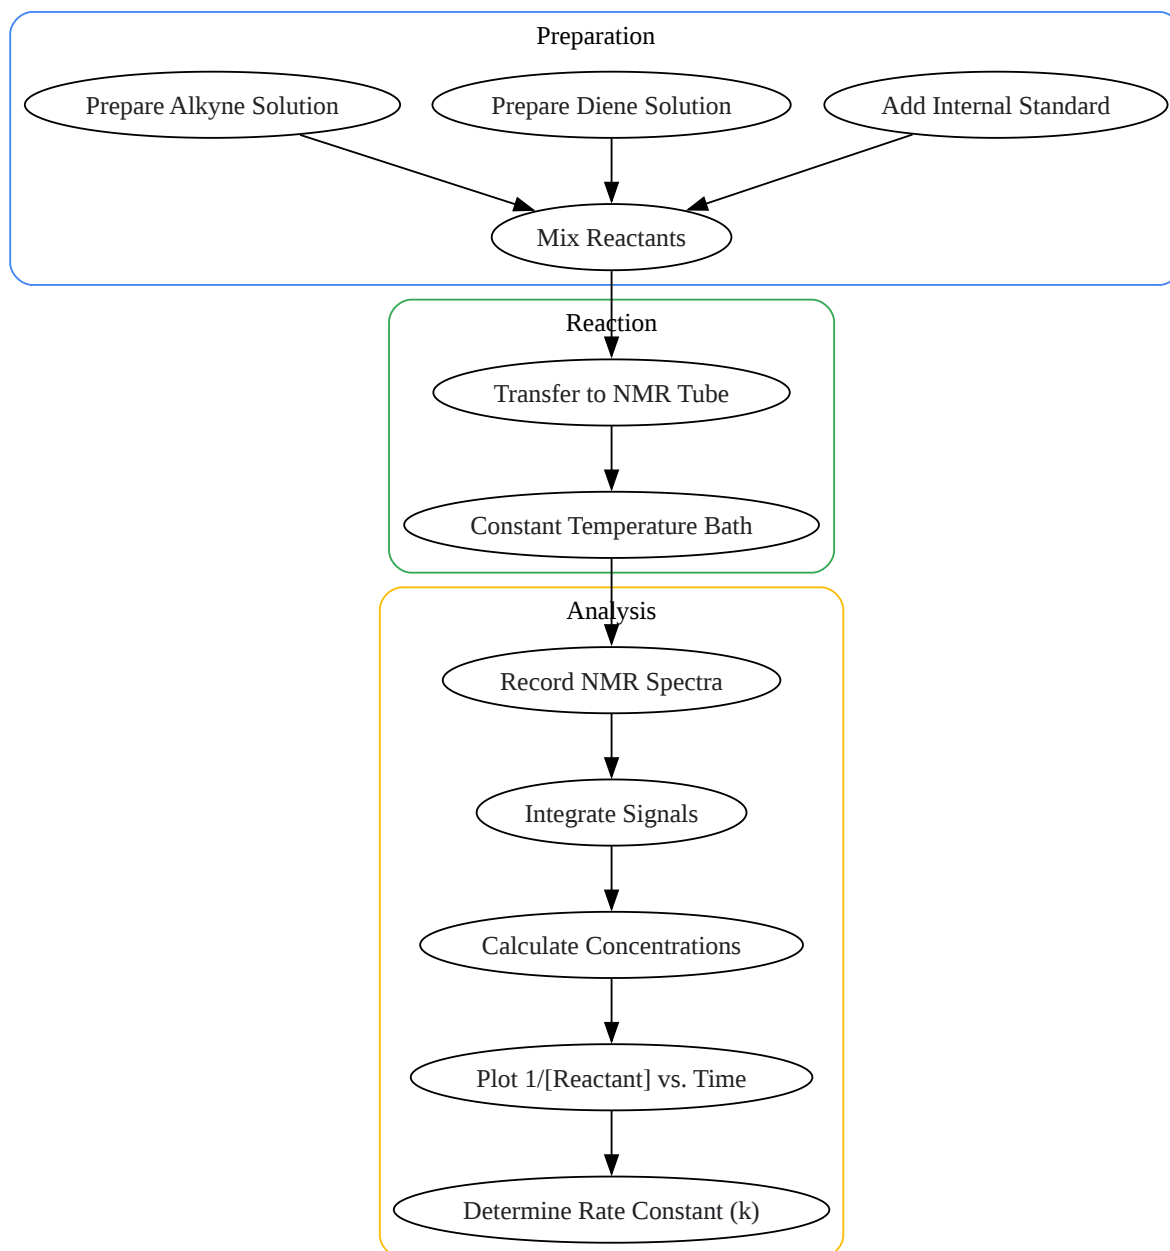 Preparation
Prepare Alkyne Solution
Prepare Diene Solution
Add Internal Standard
Mix Reactants
Reaction
Transfer to NMR Tube
Constant Temperature Bath
Analysis
Record NMR Spectra
Integrate Signals
Calculate Concentrations
Plot 1/[Reactant] vs. Time
Determine Rate Constant (k)